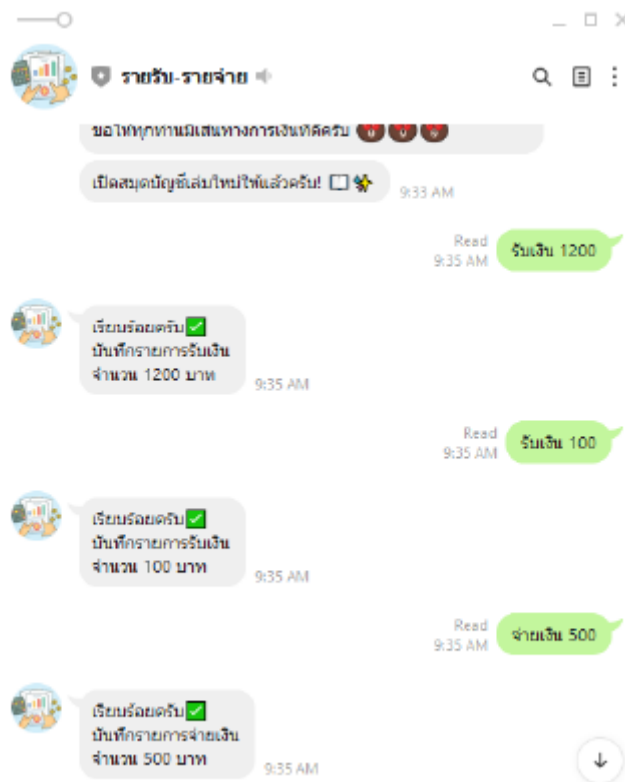 รายรับ-รายจ่าย
ขอให้ทุกท่านมีเส้นทางการเงินที่ดีครับ
เปิดสมุดบัญชีเล่มใหม่ให้แล้วครับ!
9:33 AM
Read
9:35 AM
รับเงิน 1200
เรียบร้อยครับ
บันทึกรายการรับเงิน
จำนวน 1200 บาท
9:35 AM
Read
9:35 AM
รับเงิน 100
เรียบร้อยครับ
บันทึกรายการรับเงิน
จำนวน 100 บาท
9:35 AM
Read
9:35 AM
จ่ายเงิน 500
เรียบร้อยครับ
บันทึกรายการจ่ายเงิน
จำนวน 500 บาท
9:35 AM